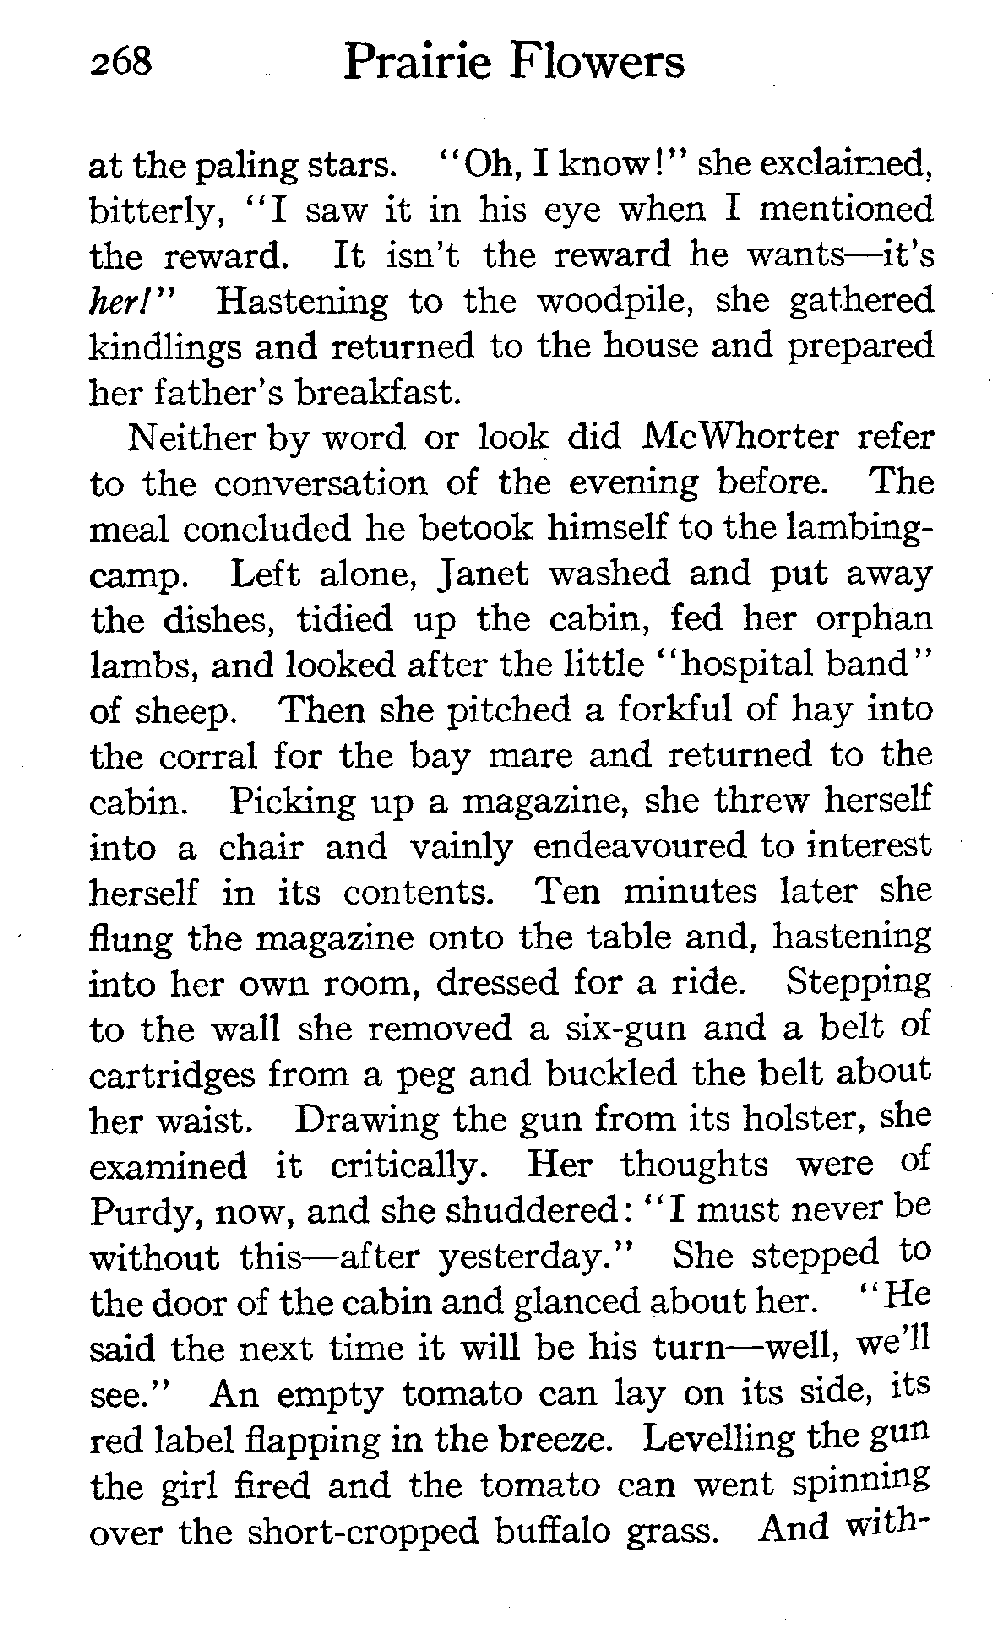 268 Prairie Flowers
at the paling stars. "Oh, I know!" she exclaimed,
bitterly, "I saw it in his eye when I mentioned
the reward. It isn't the reward he wants—it's
her!" Hastening to the woodpile, she gathered
kindlings and returned to the house and prepared
her father's breakfast.
Neither by word or look did McWhorter refer
to the conversation of the evening before. The
meal concluded he betook himself to the lambing-
camp. Left alone, Janet washed and put away
the dishes, tidied up the cabin, fed her orphan
lambs, and looked after the little "hospital band"
of sheep. Then she pitched a forkful of hay into
the corral for the bay mare and returned to the
cabin. Picking up a magazine, she threw herself
into a chair and vainly endeavoured to interest
herself in its contents. Ten minutes later she
flung the magazine onto the table and, hastening
into her own room, dressed for a ride. Stepping
to the wall she removed a six-gun and a belt of
cartridges from a peg and buckled the belt about
her waist. Drawing the gun from its holster, she
examined it critically. Her thoughts were of
Purdy, now, and she shuddered: "I must never be
without this—after yesterday." She stepped to
the door of the cabin and glanced about her. "He
said the next time it will be his turn—well, we'll
see." An empty tomato can lay on its side, its
red label flapping in the breeze. Levelling the gun
the girl fired and the tomato can went spinning
over the short-cropped buffalo grass. And with-